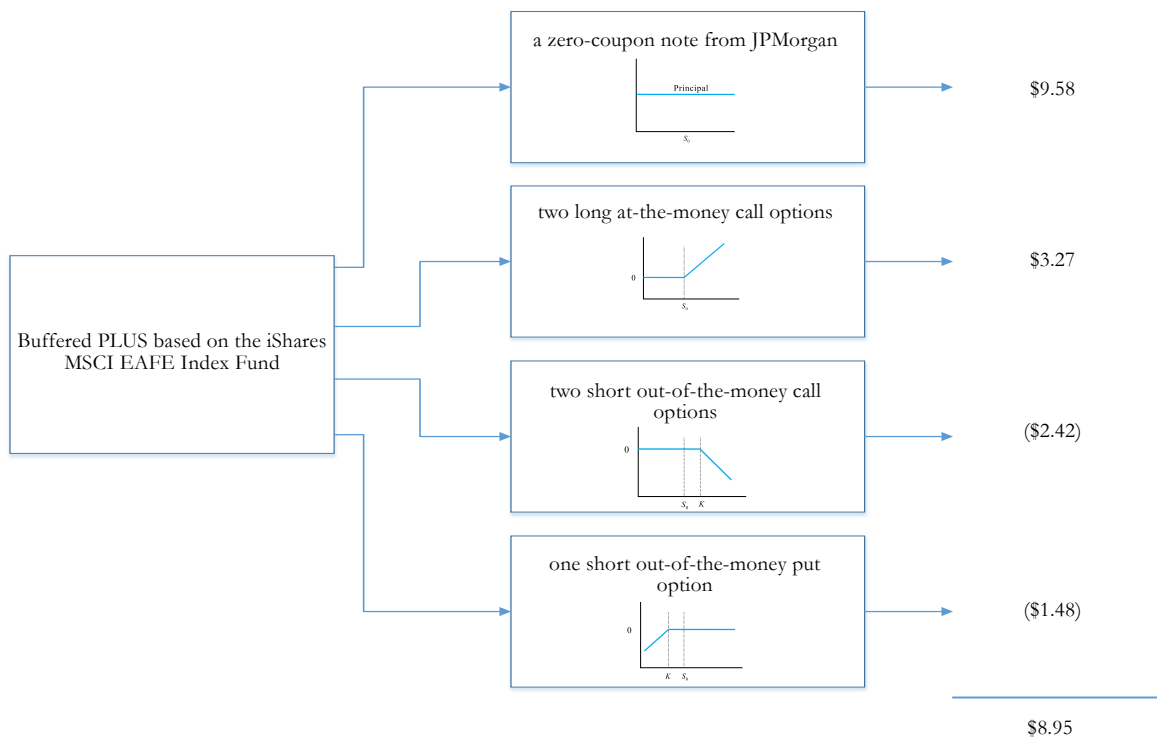 a zero-coupon note from JPMorgan
Principal
S₀
$9.58
two long at-the-money call options
0
S₀
$3.27
Buffered PLUS based on the iShares
MSCI EAFE Index Fund
two short out-of-the-money call
options
0
S₀ K
($2.42)
one short out-of-the-money put
option
0
K S₀
($1.48)
$8.95